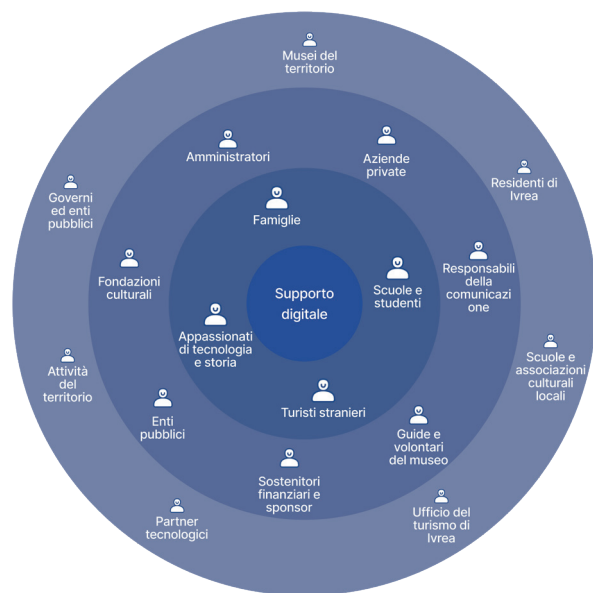 Musei del
territorio
Amministratori
Aziende
private
Governi
ed enti
pubblici
Residenti di
Ivrea
Famiglie
Fondazioni
culturali
Supporto
digitale
Scuole e
studenti
Responsabili
della
comunicazi
one
Appassionati
di tecnologia
e storia
Attività
del
territorio
Scuole e
associazioni
culturali
locali
Enti
pubblici
Turisti stranieri
Guide e
volontari
del museo
Sostenitori
finanziari e
sponsor
Partner
tecnologici
Ufficio del
turismo di
Ivrea